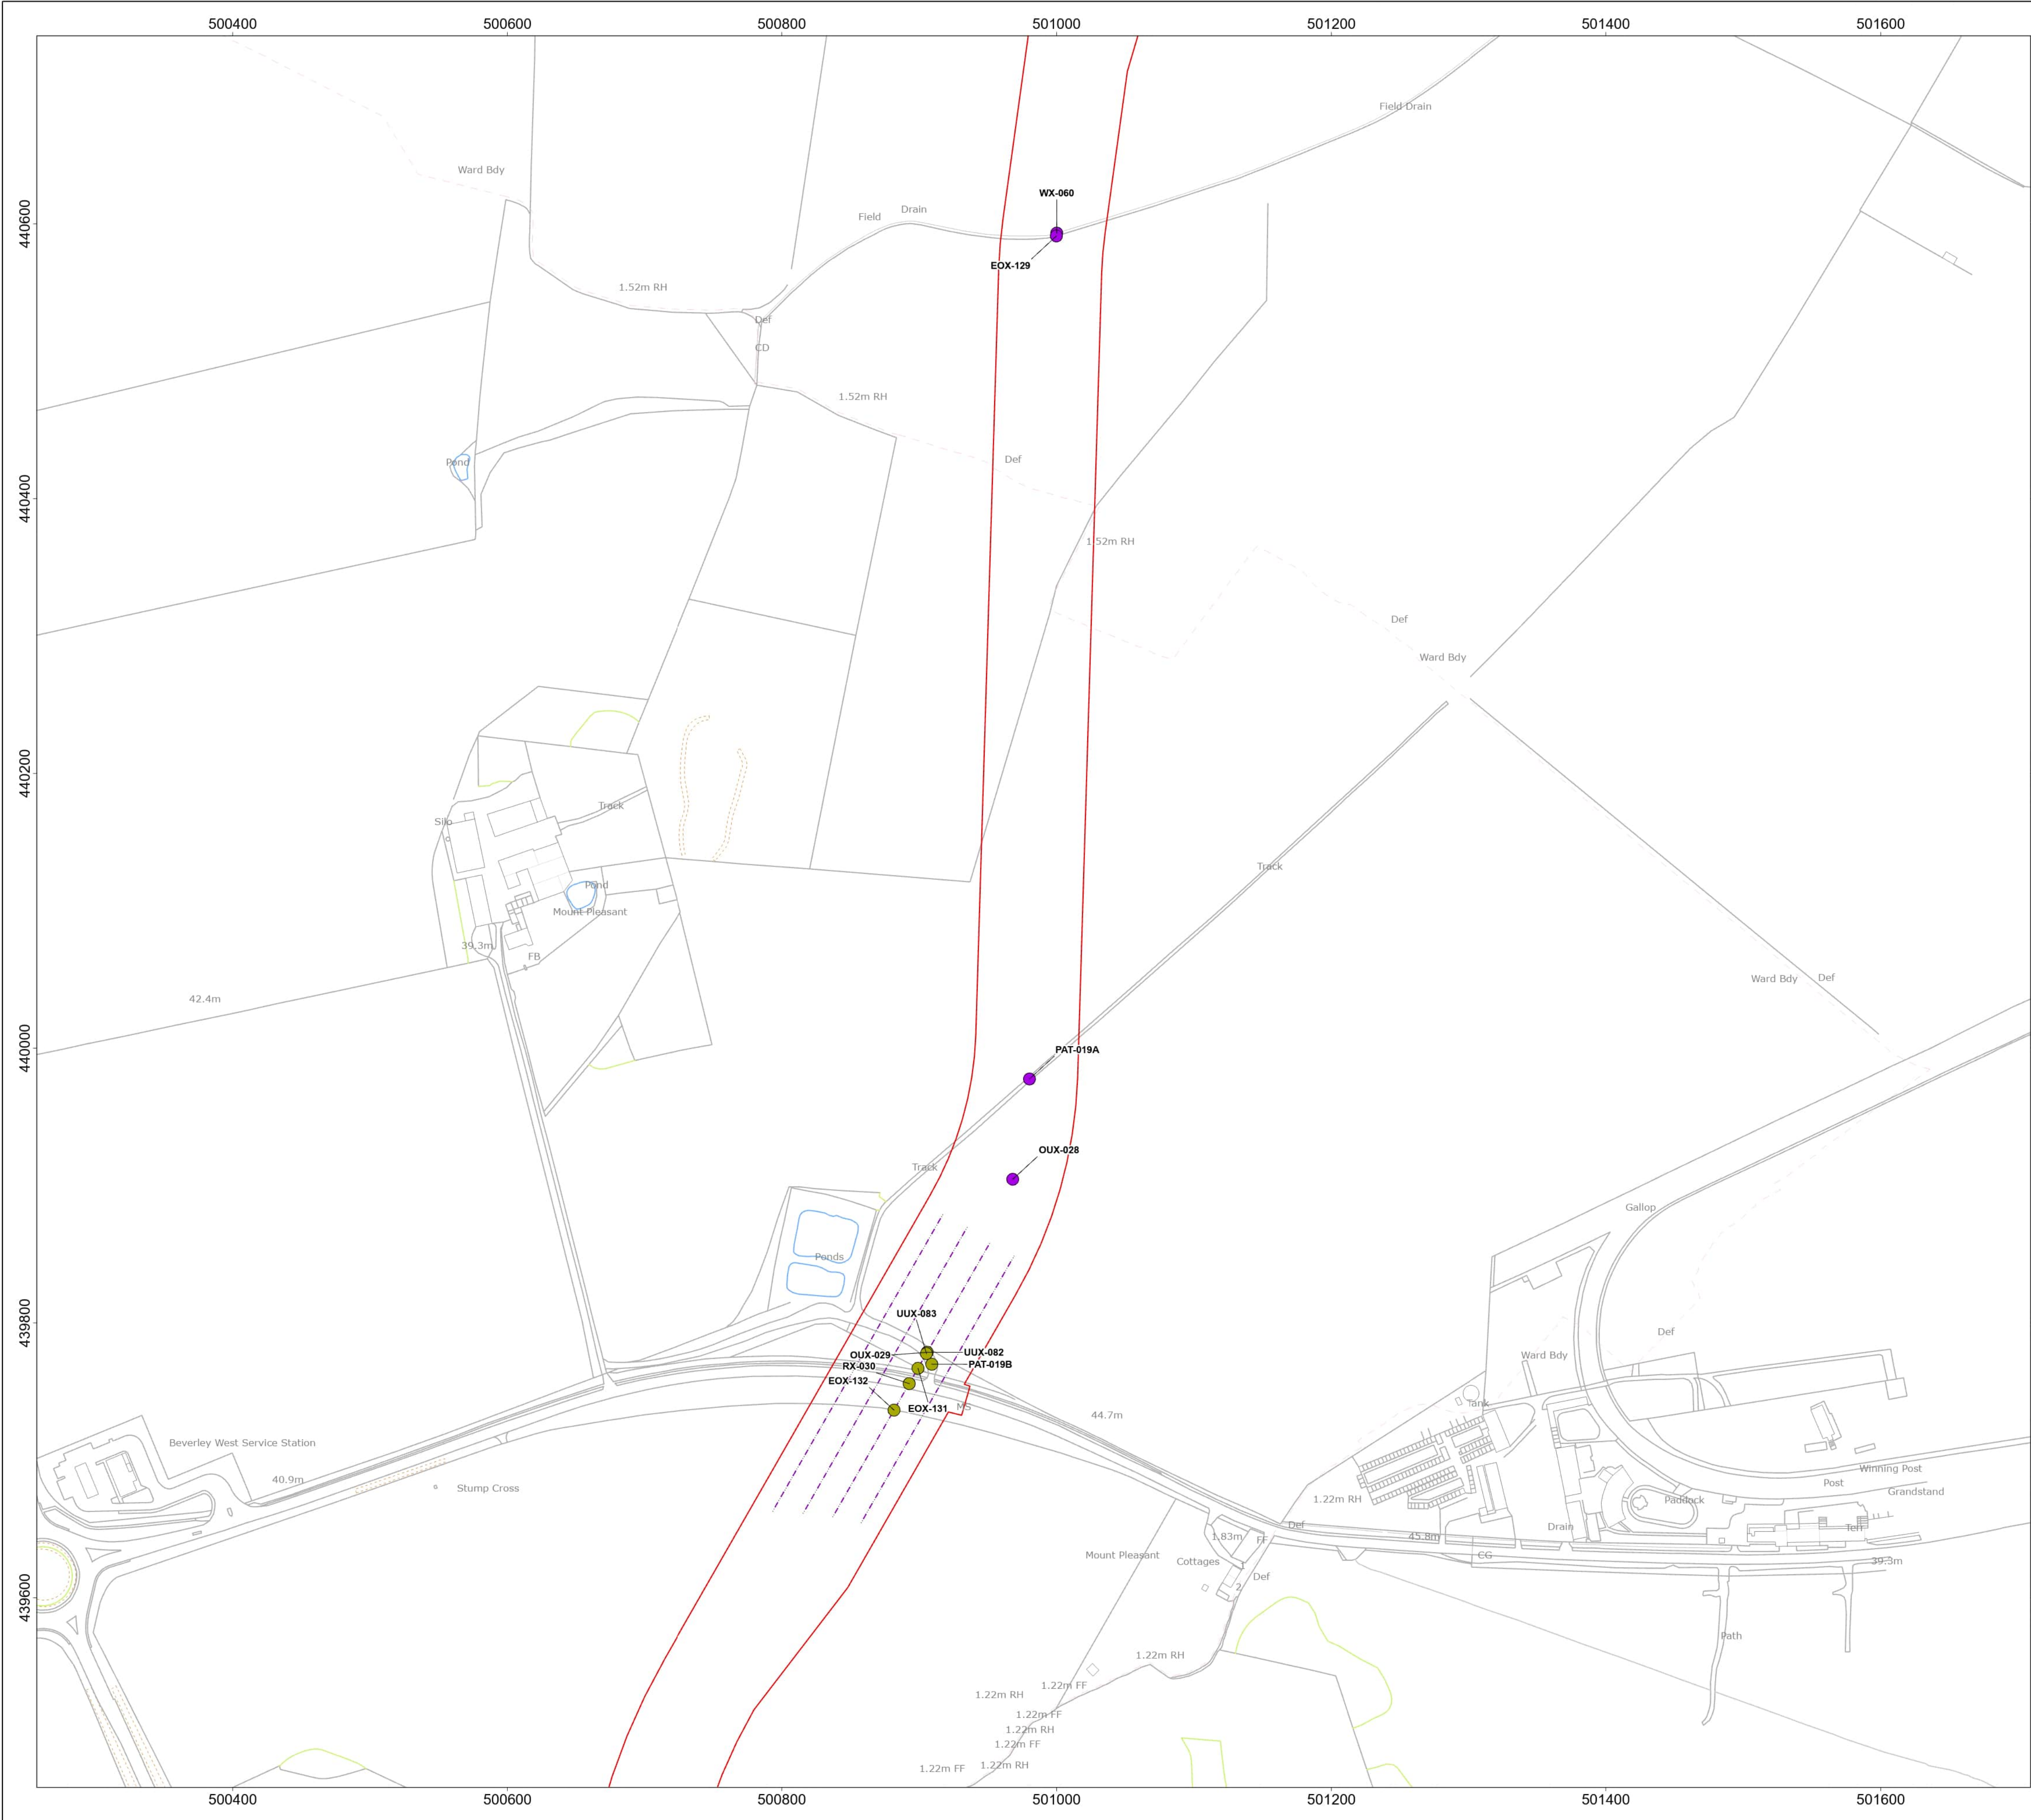 500400 500600 500800 501000 501200 501400 501600
Field Drain
Ward Bdy
WX-060
440600
Field Drain
EOX-129
1.52m RH
Def
CD
1.52m RH
Def
Pond
440400
1.52m RH
Def
Ward Bdy
440200
Track
Silo
Track
Pond
Mount Pleasant
39.3m
FB
Ward Bdy Def
42.4m
440000
PAT-019A
OUX-028
Track
Gallop
Ponds
439800
UUX-083
Def
OUX-029
UUX-082
Ward Bdy
RX-030
PAT-019B
EOX-132
Tank
EOX-131
MS
44.7m
Beverley West Service Station
Winning Post
40.9m
Post
Stump Cross
Grandstand
1.22m RH
Paddock
Def
Drain
1.83m
FF
45.8m
Mount Pleasant
CG
Cottages
39.3m
Def
2
439600
Path
1.22m RH
1.22m FF
1.22m RH
1.22m FF
1.22m RH
1.22m FF
1.22m RH
1.22m FF
500400 500600 500800 501000 501200 501400 501600